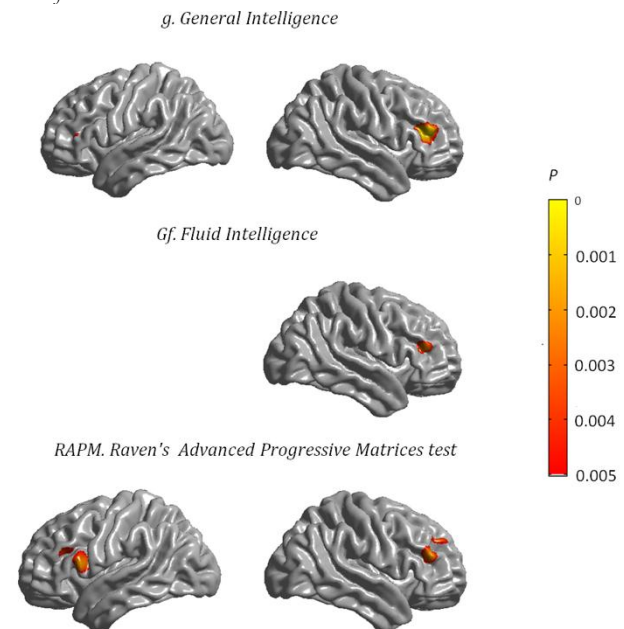 g. General Intelligence
P
0
0.001
0.002
0.003
0.004
0.005
Gf. Fluid Intelligence
RAPM. Raven's Advanced Progressive Matrices test